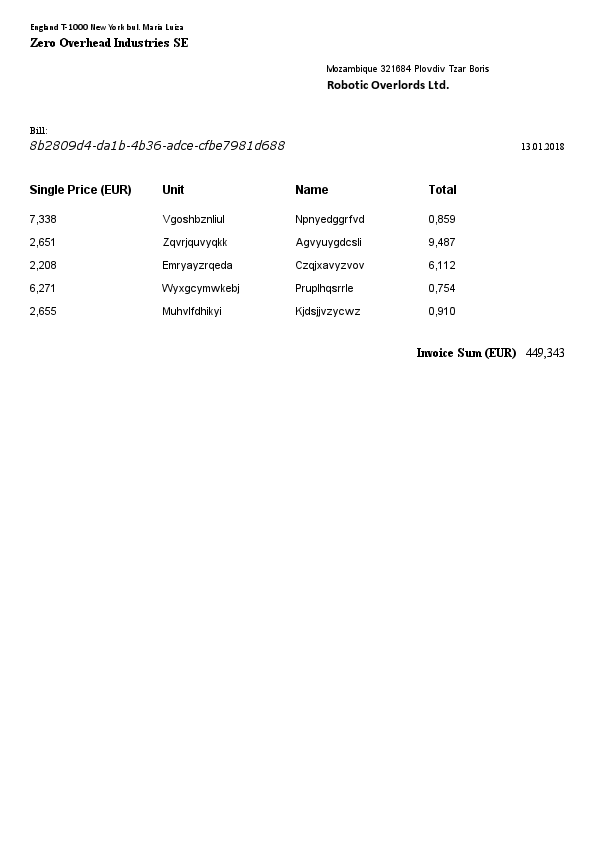 England T-1000 New York bul. Maria Luiza
Zero Overhead Industries SE
Mozambique 321684 Plovdiv Tzar Boris
Robotic Overlords Ltd.
Bill:
8b2809d4-da1b-4b36-adce-cfbe7981d688
13.01.2018
Single Price (EUR) Unit Name Total
7,338 Vgoshbznliul Npnyedggrfvd 0,859
2,651 Zqvrjquvyqkk Agvyuygdcsli 9,487
2,208 Emryayzrqeda Czqjxavyzvov 6,112
6,271 Wyxgcymwkebj Pruplhqsrrle 0,754
2,655 Muhvlfdhikyi Kjdsjjvzycwz 0,910
Invoice Sum (EUR) 449,343